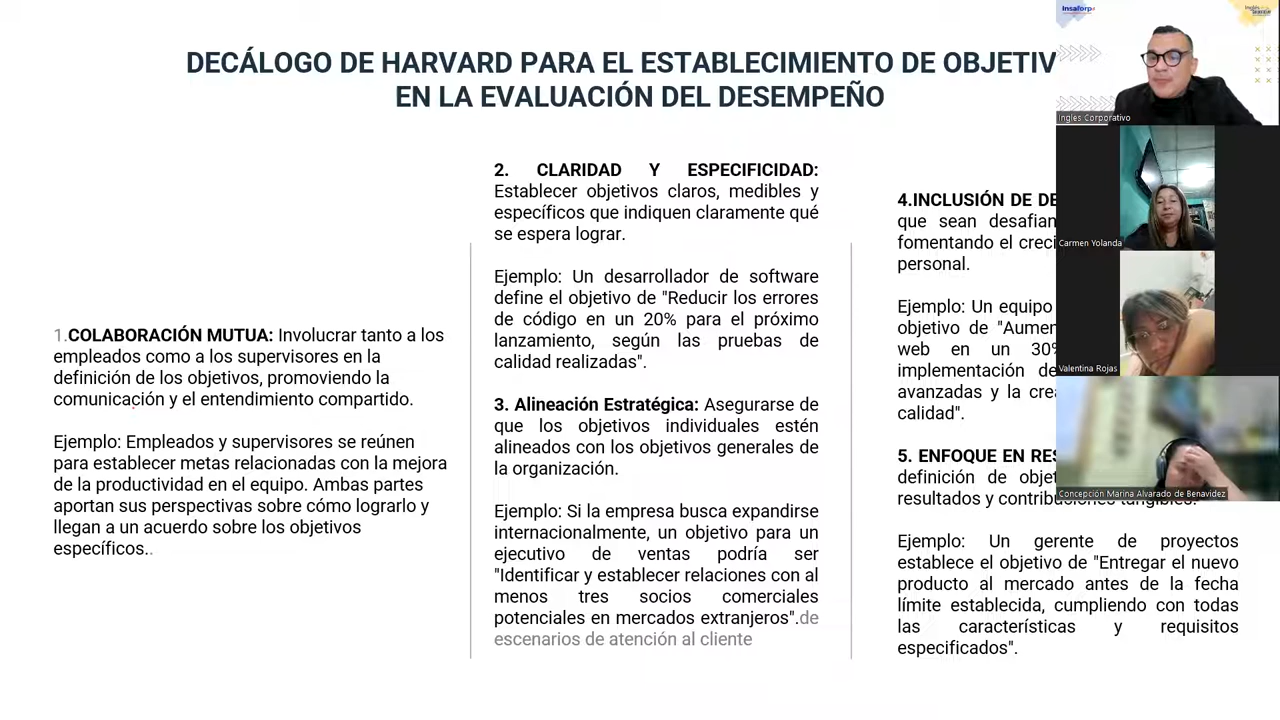 DECÁLOGO DE HARVARD PARA EL ESTABLECIMIENTO DE OBJETIV
EN LA EVALUACIÓN DEL DESEMPEÑO
1.COLABORACIÓN MUTUA: Involucrar tanto a los
empleados como a los supervisores en la
definición de los objetivos, promoviendo la
comunicación y el entendimiento compartido.
Ejemplo: Empleados y supervisores se reúnen
para establecer metas relacionadas con la mejora
de la productividad en el equipo. Ambas partes
aportan sus perspectivas sobre cómo lograrlo y
llegan a un acuerdo sobre los objetivos
específicos..
2. CLARIDAD Y ESPECIFICIDAD:
Establecer objetivos claros, medibles y
específicos que indiquen claramente qué
se espera lograr.
Ejemplo: Un desarrollador de software
define el objetivo de "Reducir los errores
de código en un 20% para el próximo
lanzamiento, según las pruebas de
calidad realizadas".
3. Alineación Estratégica: Asegurarse de
que los objetivos individuales estén
alineados con los objetivos generales de
la organización.
Ejemplo: Si la empresa busca expandirse
internacionalmente, un objetivo para un
ejecutivo de ventas podría ser
"Identificar y establecer relaciones con al
menos tres socios comerciales
potenciales en mercados extranjeros".de
escenarios de atención al cliente
4.INCLUSIÓN DE DE
que sean desafian
fomentando el creci
personal.
Ejemplo: Un equipo
objetivo de "Aumen
web en un 30%
implementación de
avanzadas y la crea
calidad".
5. ENFOQUE EN RES
definición de obje
resultados y contribuciones tangibles.
Ejemplo: Un gerente de proyectos
establece el objetivo de "Entregar el nuevo
producto al mercado antes de la fecha
límite establecida, cumpliendo con todas
las características y requisitos
especificados".
Insaforp
Ingles Corporativo
Carmen Yolanda
Valentina Rojas
Concepción Marina Alvarado de Benavidez